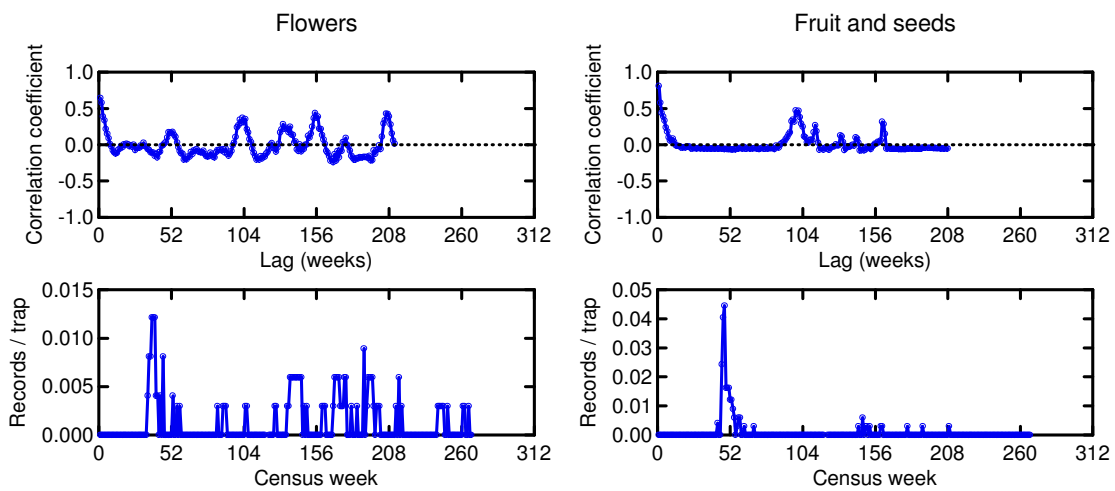 Flowers
Fruit and seeds
1.0
0.5
0.0
-0.5
-1.0
Correlation coefficient
0 52 104 156 208 260 312
Lag (weeks)
1.0
0.5
0.0
-0.5
-1.0
Correlation coefficient
0 52 104 156 208 260 312
Lag (weeks)
0.015
0.010
0.005
0.000
Records / trap
0 52 104 156 208 260 312
Census week
0.05
0.04
0.03
0.02
0.01
0.00
Records / trap
0 52 104 156 208 260 312
Census week